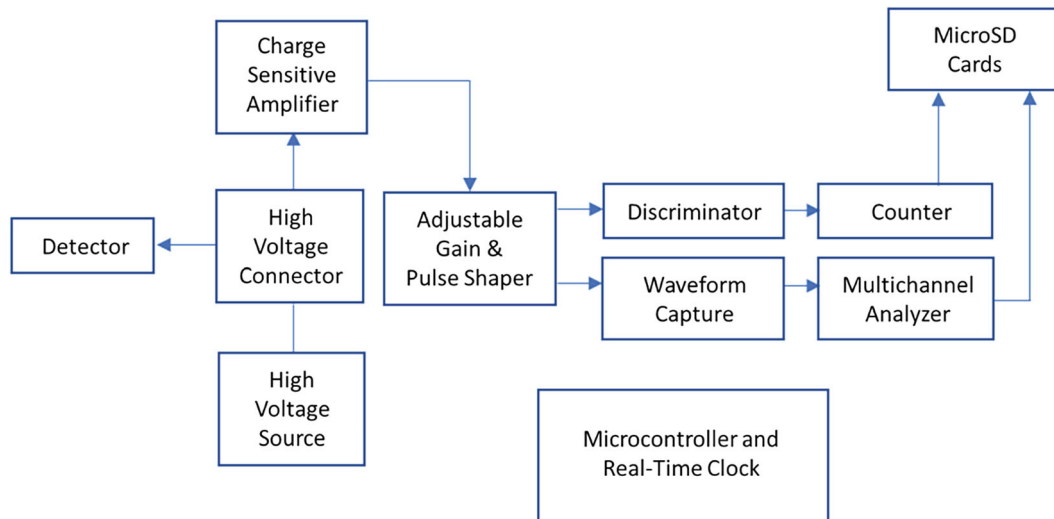 Charge
Sensitive
Amplifier
MicroSD
Cards
Detector
High
Voltage
Connector
Adjustable
Gain &
Pulse Shaper
Discriminator
Counter
Waveform
Capture
Multichannel
Analyzer
High
Voltage
Source
Microcontroller and
Real-Time Clock